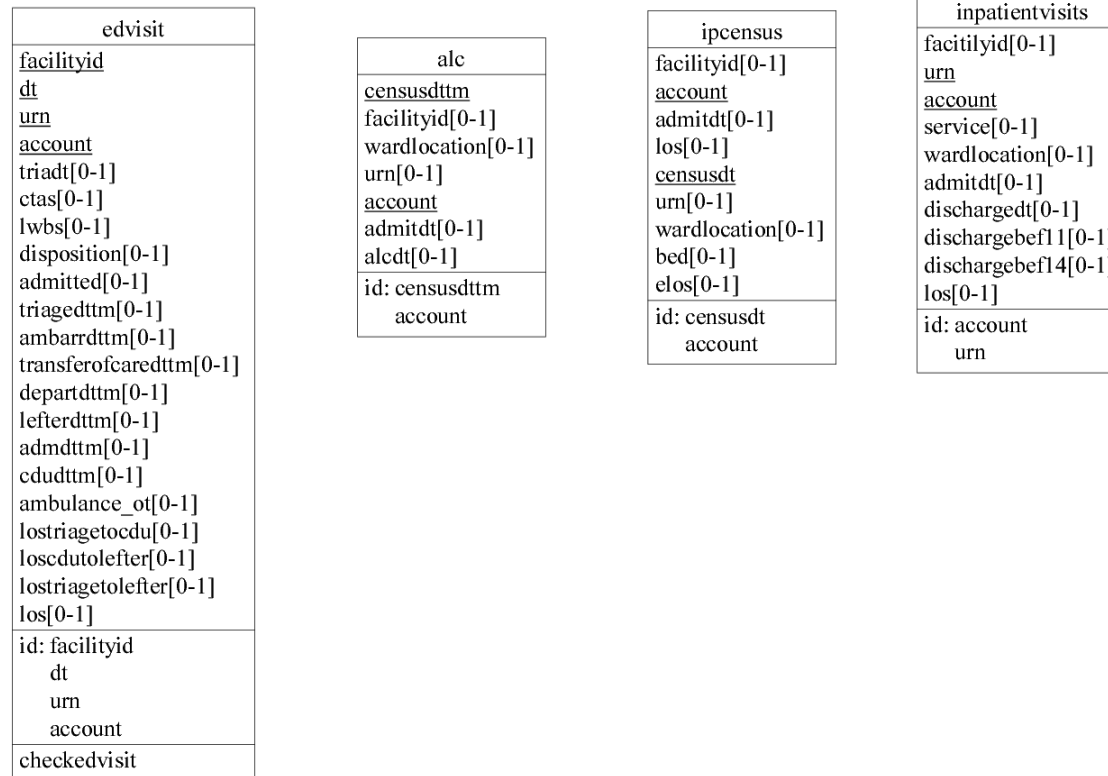 edvisit
facilityid
dt
urn
account
triadt[0-1]
ctas[0-1]
lwbs[0-1]
disposition[0-1]
admitted[0-1]
triagedttm[0-1]
ambarrdttm[0-1]
transferofcaredttm[0-1]
departdttm[0-1]
lefterdttm[0-1]
admdttm[0-1]
cdudttm[0-1]
ambulance_ot[0-1]
lostriagetocdu[0-1]
loscdutolefter[0-1]
lostriagetolefter[0-1]
los[0-1]
id: facilityid
dt
urn
account
checkedvisit
alc
censusdttm
facilityid[0-1]
wardlocation[0-1]
urn[0-1]
account
admitdt[0-1]
alcdt[0-1]
id: censusdttm
account
ipcensus
facilityid[0-1]
account
admitdt[0-1]
los[0-1]
censusdt
urn[0-1]
wardlocation[0-1]
bed[0-1]
elos[0-1]
id: censusdt
account
inpatientvisits
facitilyid[0-1]
urn
account
service[0-1]
wardlocation[0-1]
admitdt[0-1]
dischargedt[0-1]
dischargebef11[0-1]
dischargebef14[0-1]
los[0-1]
id: account
urn